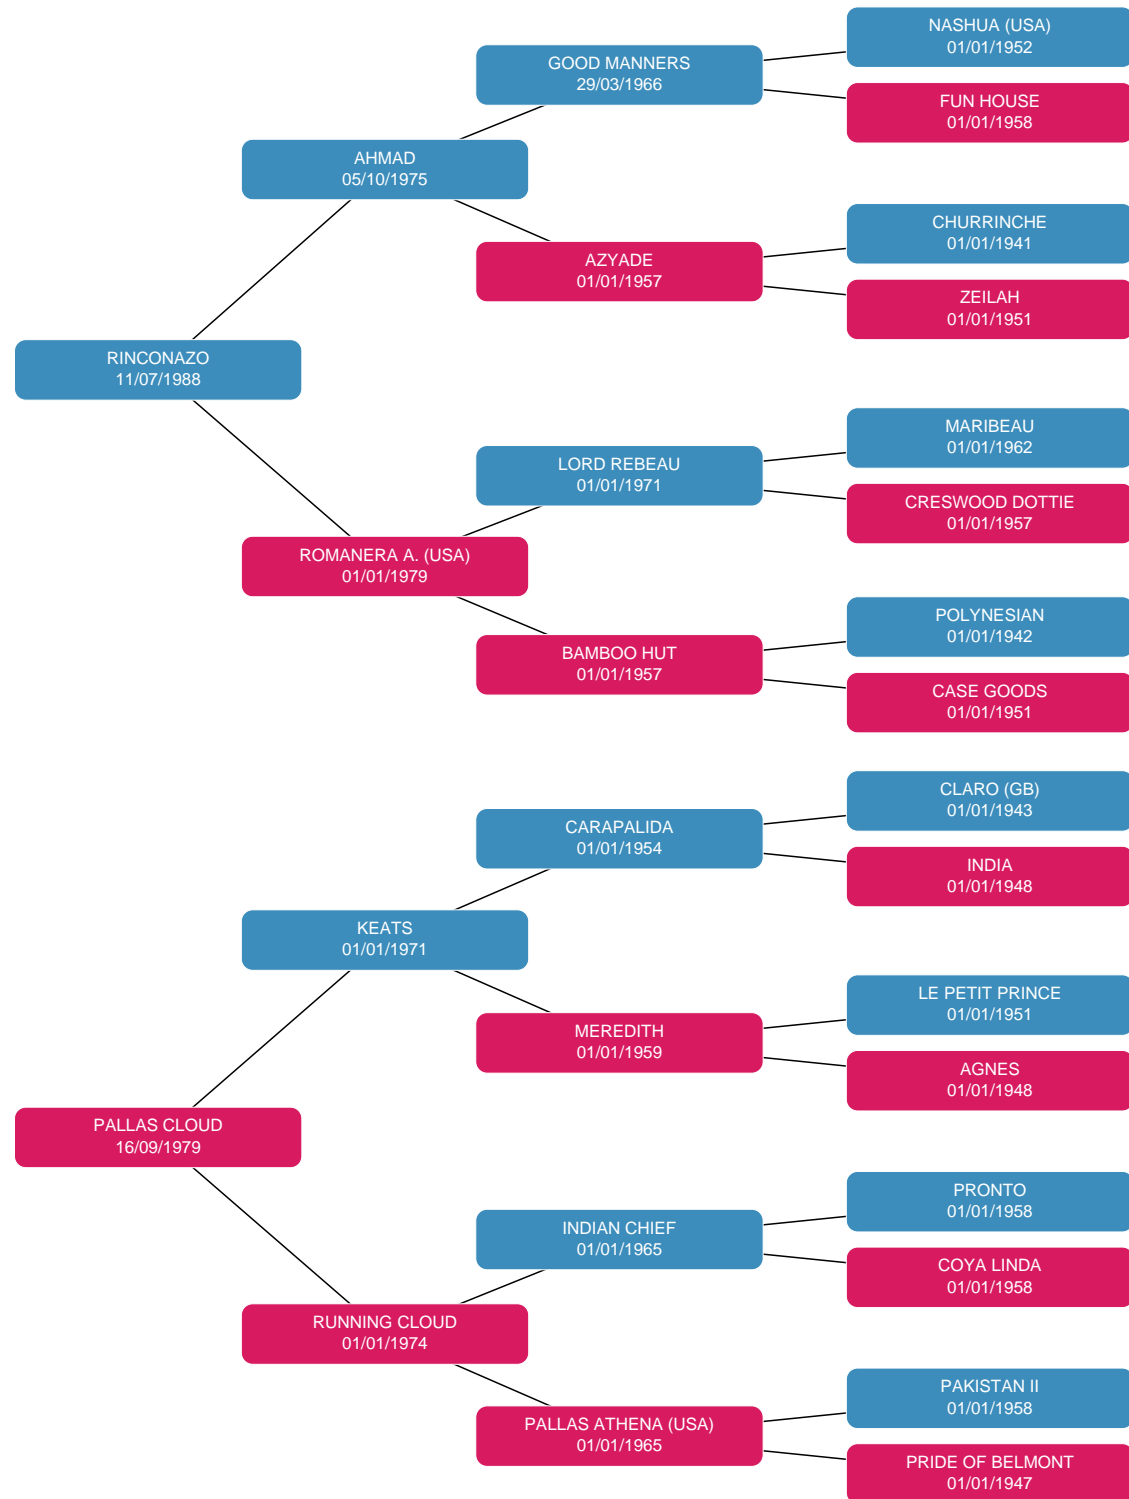 NASHUA (USA)
01/01/1952
GOOD MANNERS
29/03/1966
FUN HOUSE
01/01/1958
AHMAD
05/10/1975
CHURRINCHE
01/01/1941
AZYADE
01/01/1957
ZEILAH
01/01/1951
RINCONAZO
11/07/1988
MARIBEAU
01/01/1962
LORD REBEAU
01/01/1971
CRESWOOD DOTTIE
01/01/1957
ROMANERA A. (USA)
01/01/1979
POLYNESIAN
01/01/1942
BAMBOO HUT
01/01/1957
CASE GOODS
01/01/1951
CLARO (GB)
01/01/1943
CARAPALIDA
01/01/1954
INDIA
01/01/1948
KEATS
01/01/1971
LE PETIT PRINCE
01/01/1951
MEREDITH
01/01/1959
AGNES
01/01/1948
PALLAS CLOUD
16/09/1979
PRONTO
01/01/1958
INDIAN CHIEF
01/01/1965
COYA LINDA
01/01/1958
RUNNING CLOUD
01/01/1974
PAKISTAN II
01/01/1958
PALLAS ATHENA (USA)
01/01/1965
PRIDE OF BELMONT
01/01/1947